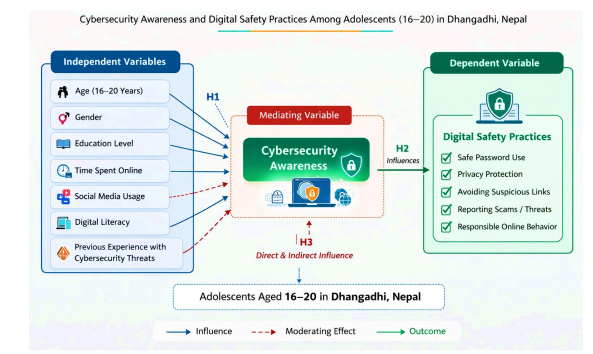 Cybersecurity Awareness and Digital Safety Practices Among Adolescents (16–20) in Dhangadhi, Nepal
Independent Variables
Age (16–20 Years)
Gender
Education Level
Time Spent Online
Social Media Usage
Digital Literacy
Previous Experience with
Cybersecurity Threats
H1
Mediating Variable
Cybersecurity
Awareness
H2
Influences
H3
Direct & Indirect Influence
Dependent Variable
Digital Safety Practices
Safe Password Use
Privacy Protection
Avoiding Suspicious Links
Reporting Scams / Threats
Responsible Online Behavior
Adolescents Aged 16–20 in Dhangadhi, Nepal
Influence
Moderating Effect
Outcome